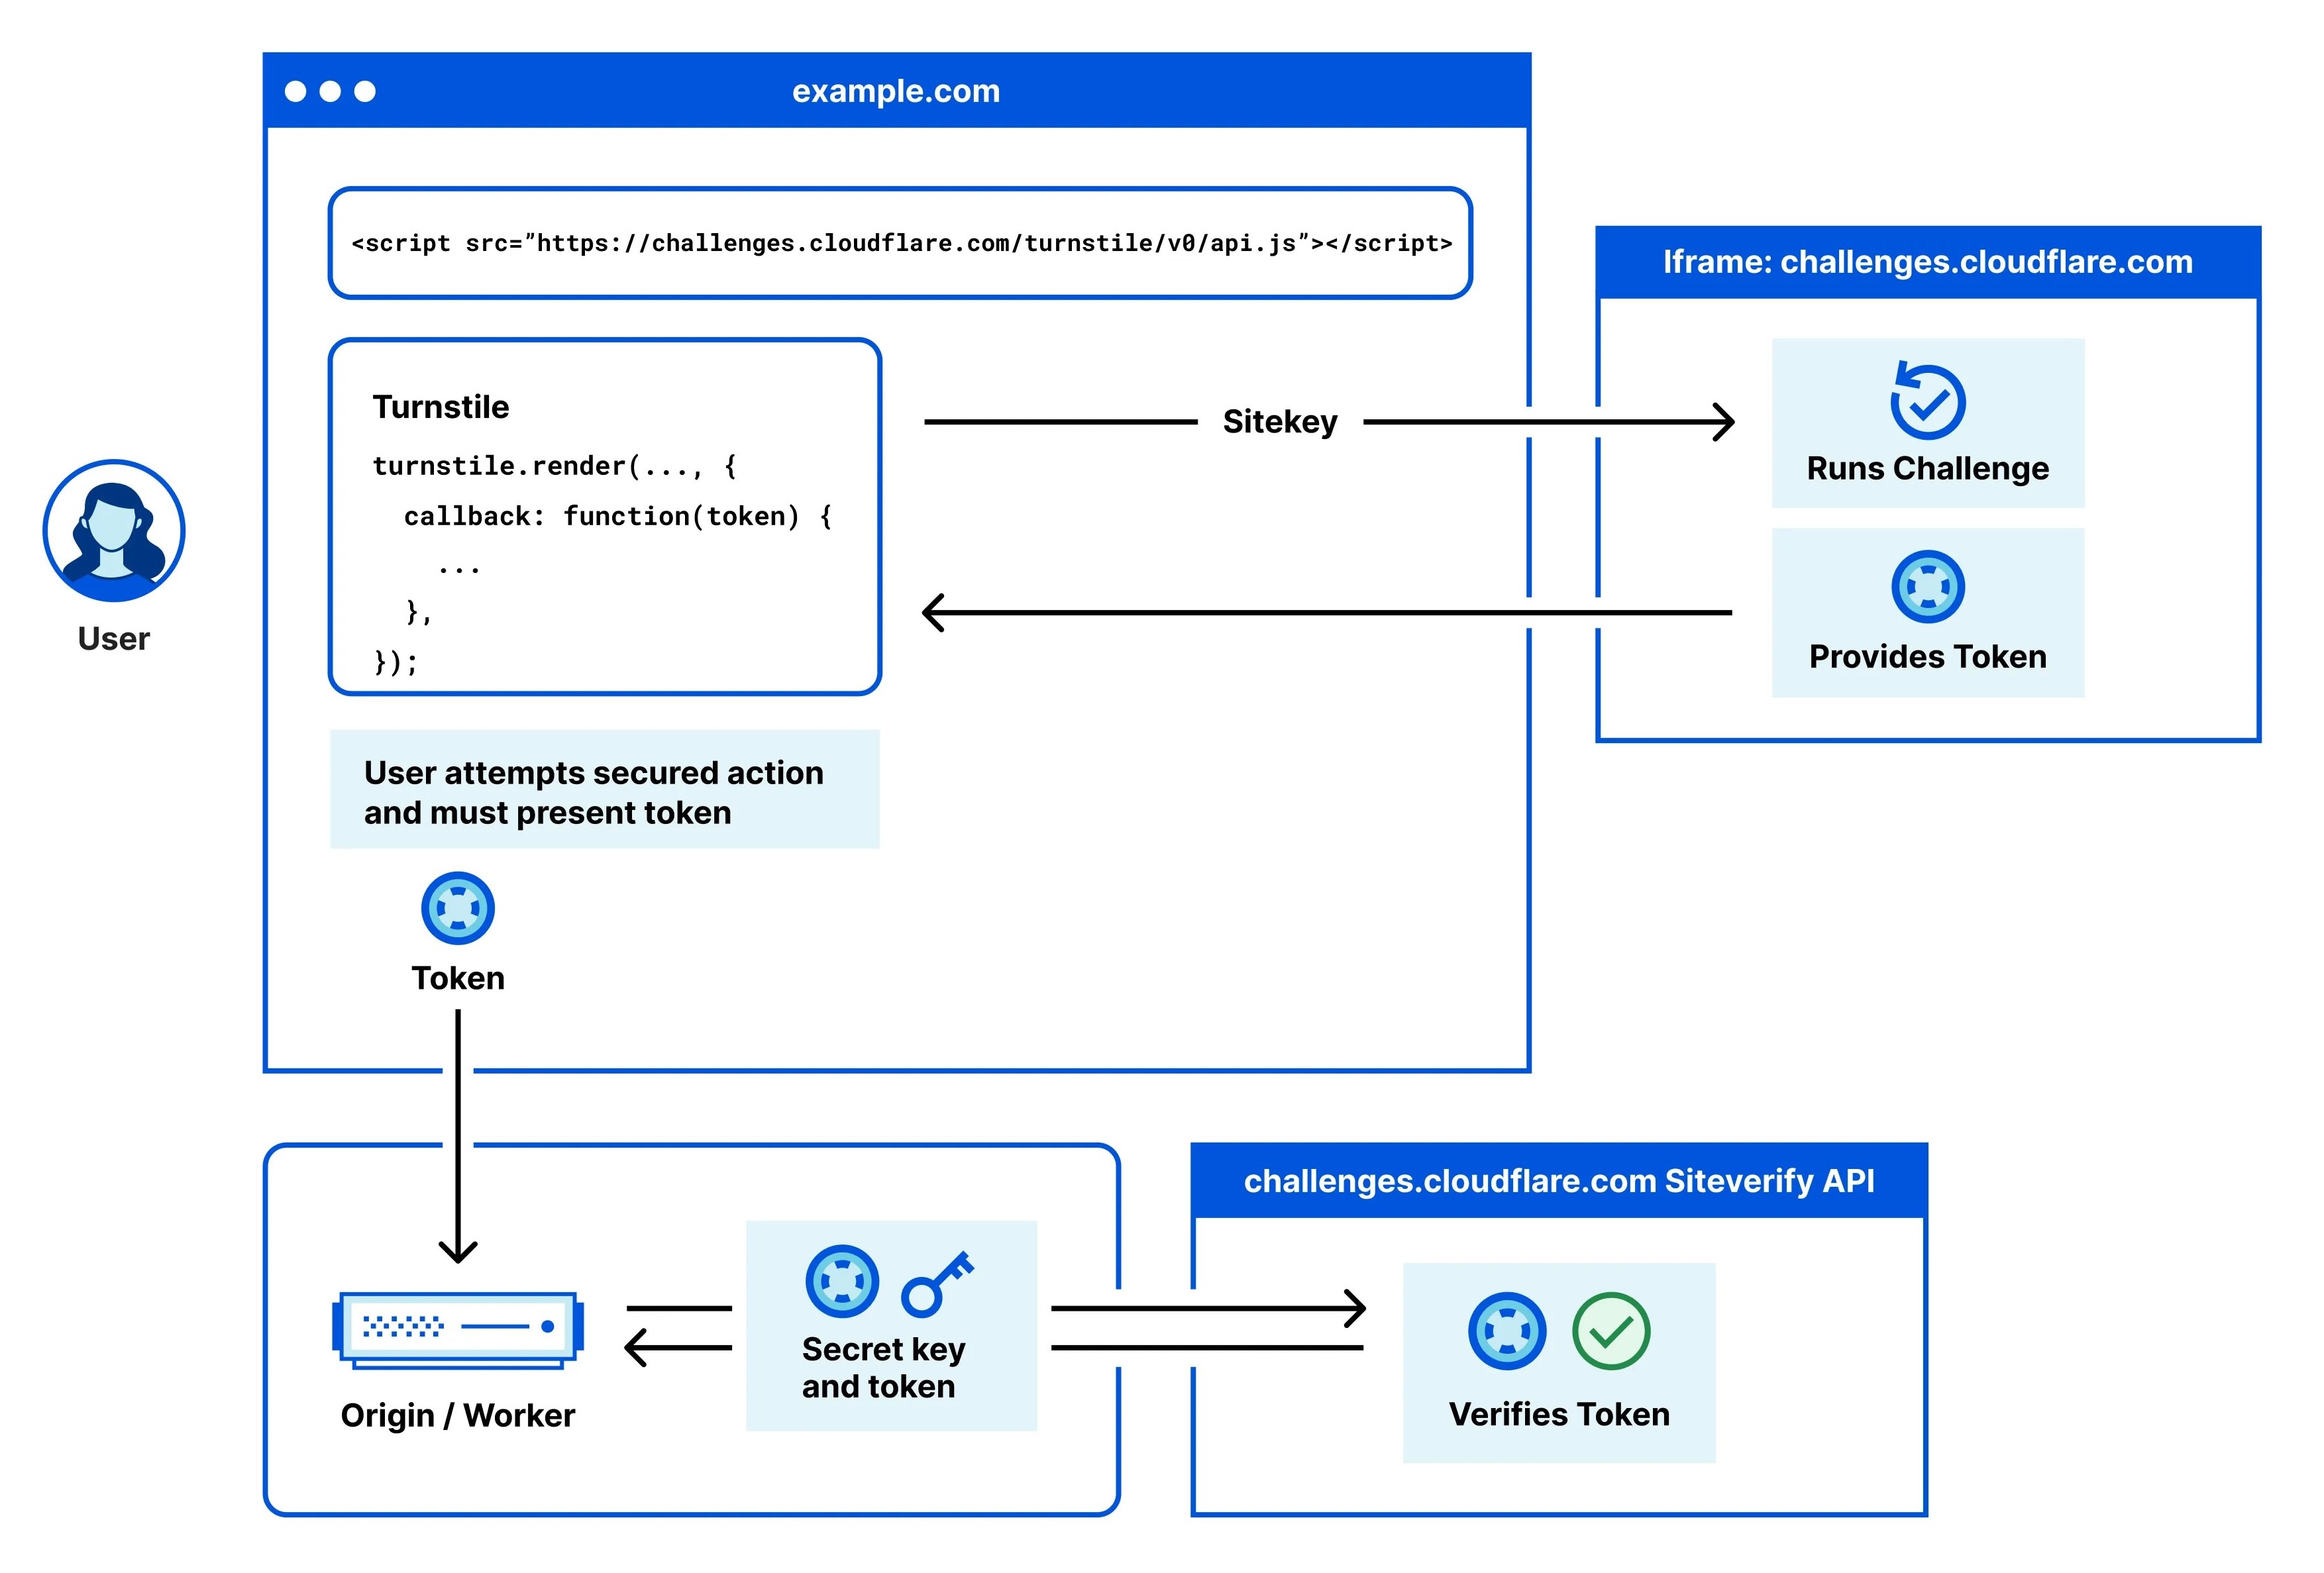 example.com
<script src=”https://challenges.cloudflare.com/turnstile/v0/api.js”></script>
Iframe: challenges.cloudflare.com
Turnstile
turnstile.render(..., {
callback: function(token) {
...
},
});
Sitekey
Runs Challenge
Provides Token
User
User attempts secured action
and must present token
Token
challenges.cloudflare.com Siteverify API
Secret key
and token
Origin / Worker
Verifies Token